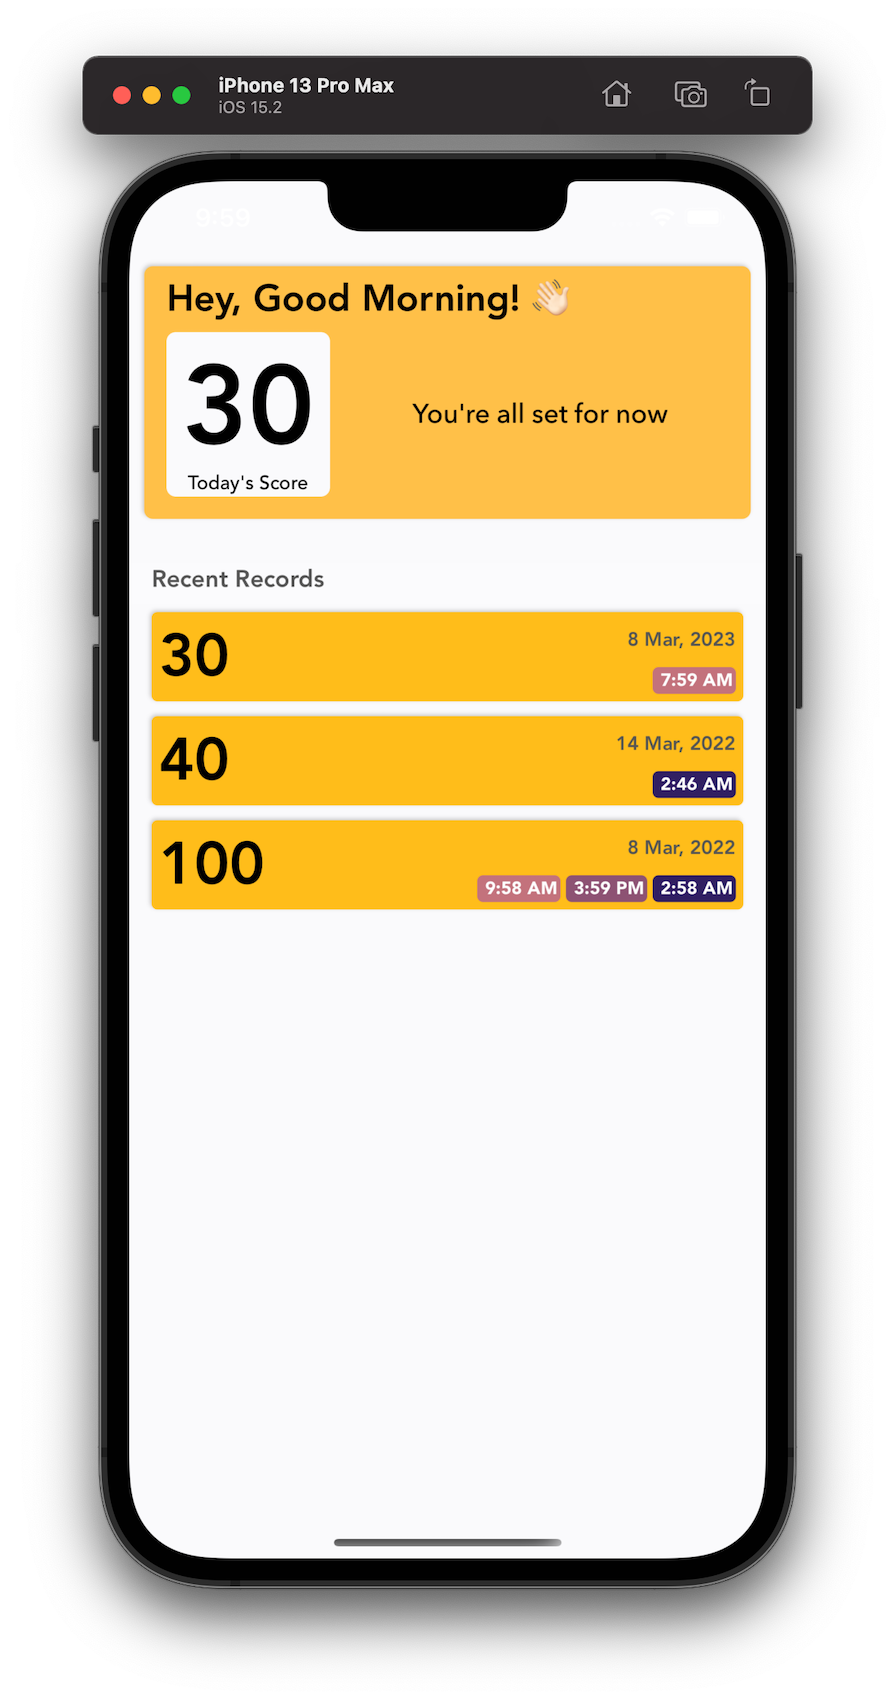 iPhone 13 Pro Max
iOS 15.2
9:59
Hey, Good Morning! 👋🏻
30
Today's Score
You're all set for now
Recent Records
30
8 Mar, 2023
7:59 AM
40
14 Mar, 2022
2:46 AM
100
8 Mar, 2022
9:58 AM 3:59 PM 2:58 AM